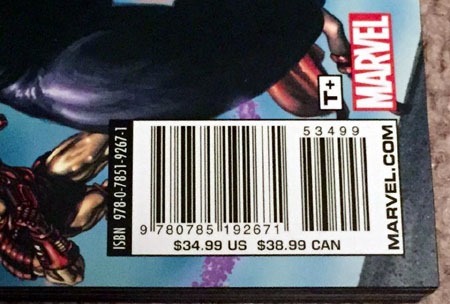 MARVEL
T+
ISBN 978-0-7851-9267-1
53499
9 780785 192671
$34.99 US $38.99 CAN
MARVEL.COM